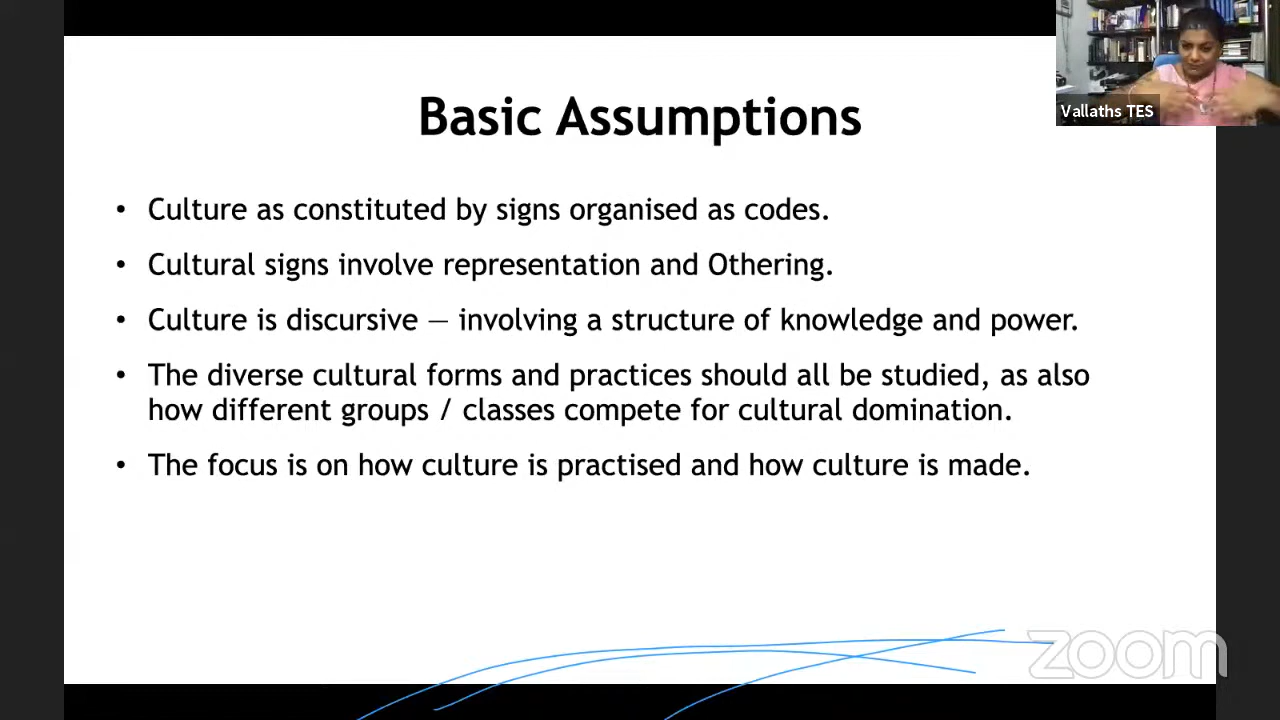 Vallaths TES
Basic Assumptions
• Culture as constituted by signs organised as codes.
• Cultural signs involve representation and Othering.
• Culture is discursive — involving a structure of knowledge and power.
• The diverse cultural forms and practices should all be studied, as also
how different groups / classes compete for cultural domination.
• The focus is on how culture is practised and how culture is made.
zoom